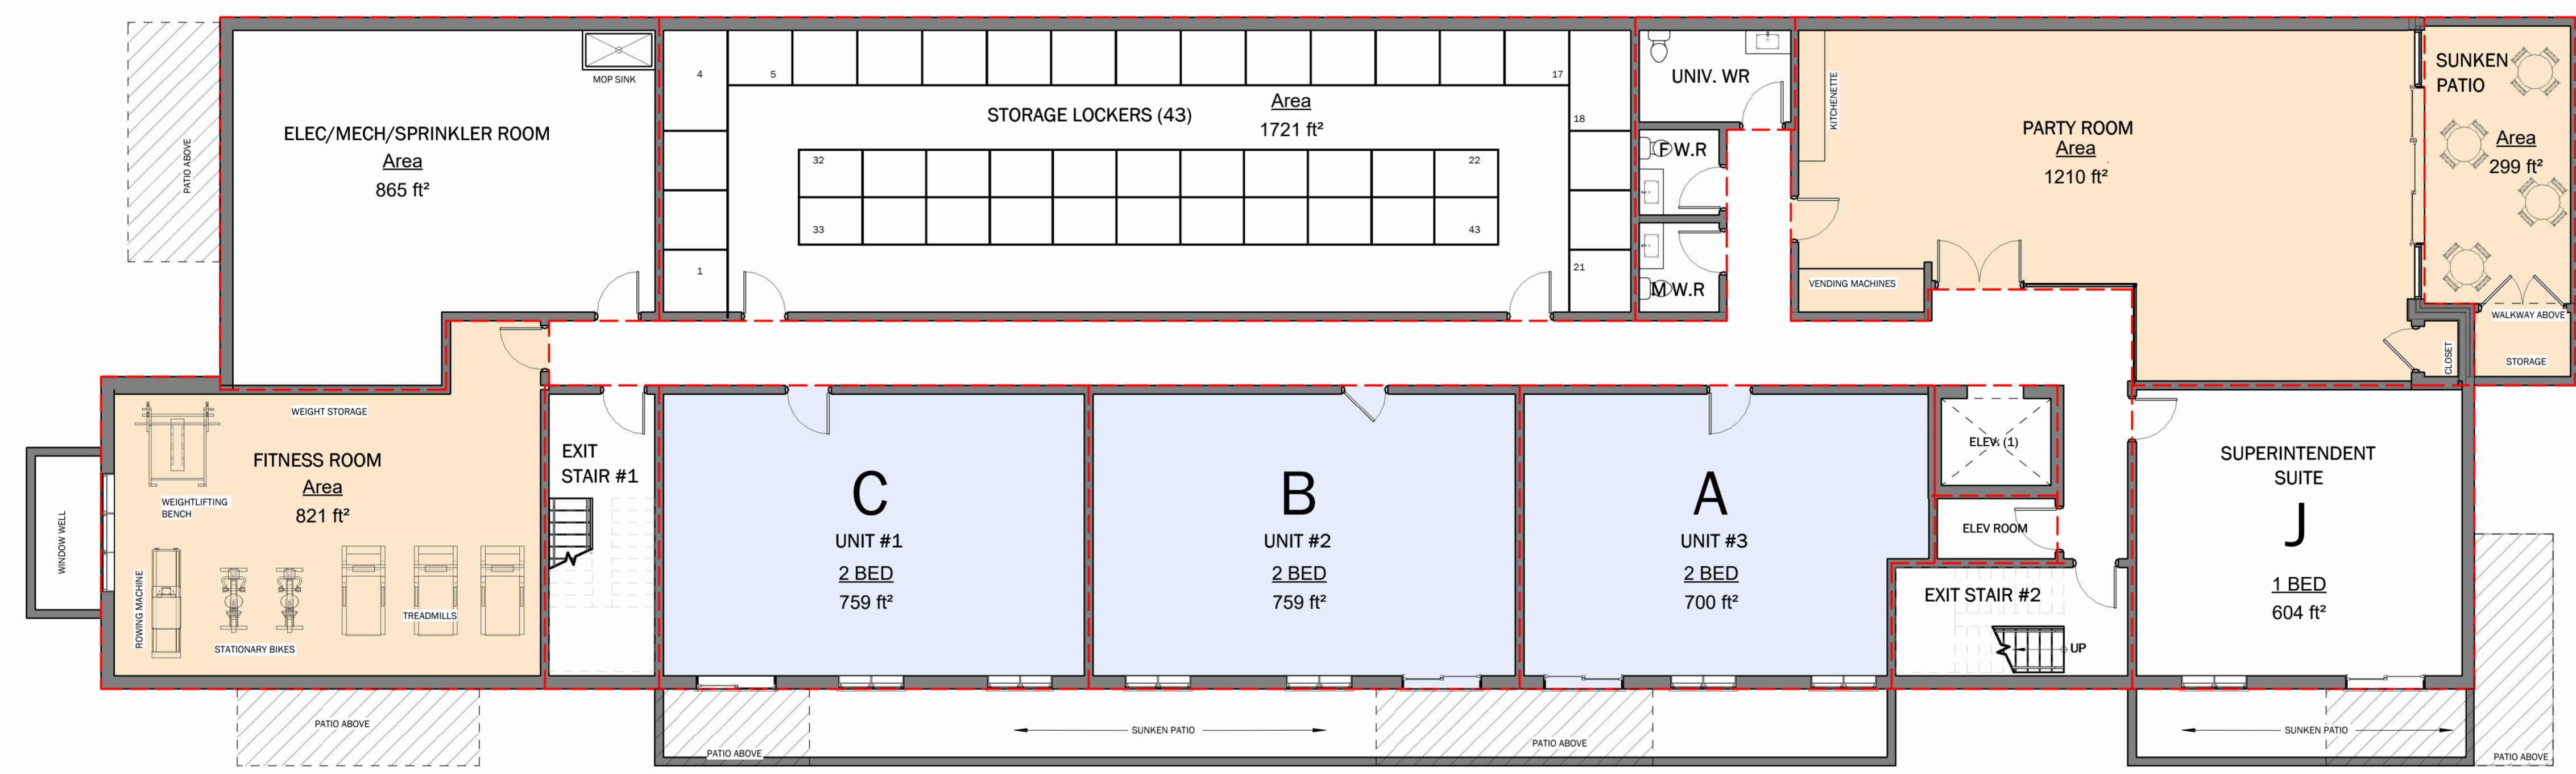 PATIO ABOVE
ELEC/MECH/SPRINKLER ROOM
Area
865 ft²
MOP SINK
4
5
17
STORAGE LOCKERS (43)
Area
1721 ft²
18
32
22
33
43
1
21
UNIV. WR
F W.R
M W.R
KITCHENETTE
PARTY ROOM
Area
1210 ft²
VENDING MACHINES
SUNKEN
PATIO
Area
299 ft²
WALKWAY ABOVE
STORAGE
CLOSET
WINDOW WELL
WEIGHT STORAGE
FITNESS ROOM
Area
821 ft²
WEIGHTLIFTING
BENCH
ROWING MACHINE
STATIONARY BIKES
TREADMILLS
EXIT
STAIR #1
C
UNIT #1
2 BED
759 ft²
B
UNIT #2
2 BED
759 ft²
A
UNIT #3
2 BED
700 ft²
ELEV. (1)
ELEV ROOM
EXIT STAIR #2
UP
SUPERINTENDENT
SUITE
J
1 BED
604 ft²
PATIO ABOVE
PATIO ABOVE
SUNKEN PATIO
PATIO ABOVE
SUNKEN PATIO
PATIO ABOVE